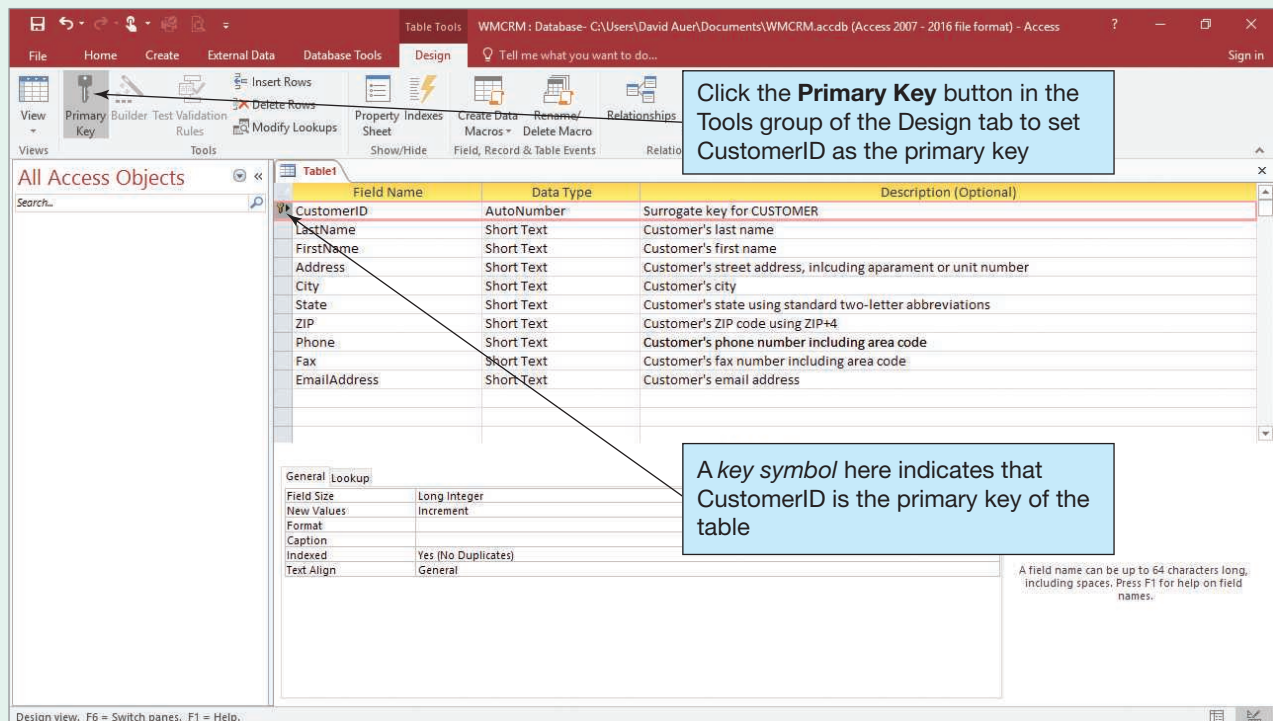 Table Tools WMCRM : Database- C:\Users\David Auer\Documents\WMCRM.accdb (Access 2007 - 2016 file format) - Access ?
File Home Create External Data Database Tools Design Tell me what you want to do... Sign in
View Primary Key Builder Test Validation Rules Insert Rows Delete Rows Modify Lookups Property Sheet Indexes Create Data Macros Rename/ Delete Macro Relationships
Views Tools Show/Hide Field, Record & Table Events Relatio
Click the Primary Key button in the
Tools group of the Design tab to set
CustomerID as the primary key
All Access Objects
Search..
Table1
Field Name Data Type Description (Optional)
CustomerID AutoNumber Surrogate key for CUSTOMER
LastName Short Text Customer's last name
FirstName Short Text Customer's first name
Address Short Text Customer's street address, inlcuding aparament or unit number
City Short Text Customer's city
State Short Text Customer's state using standard two-letter abbreviations
ZIP Short Text Customer's ZIP code using ZIP+4
Phone Short Text Customer's phone number including area code
Fax Short Text Customer's fax number including area code
EmailAddress Short Text Customer's email address
A key symbol here indicates that
CustomerID is the primary key of the
table
General Lookup
Field Size Long Integer
New Values Increment
Format
Caption
Indexed Yes (No Duplicates)
Text Align General
A field name can be up to 64 characters long,
including spaces. Press F1 for help on field
names.
Design view. F6 = Switch panes. F1 = Help.